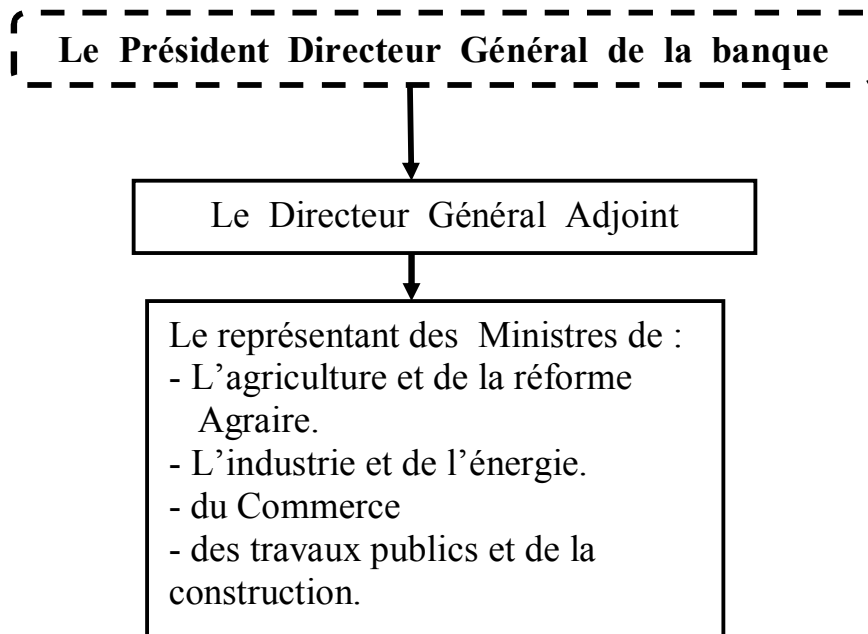 Le Président Directeur Général de la banque
Le Directeur Général Adjoint
Le représentant des Ministres de :
- L’agriculture et de la réforme
Agraire.
- L’industrie et de l’énergie.
- du Commerce
- des travaux publics et de la
construction.